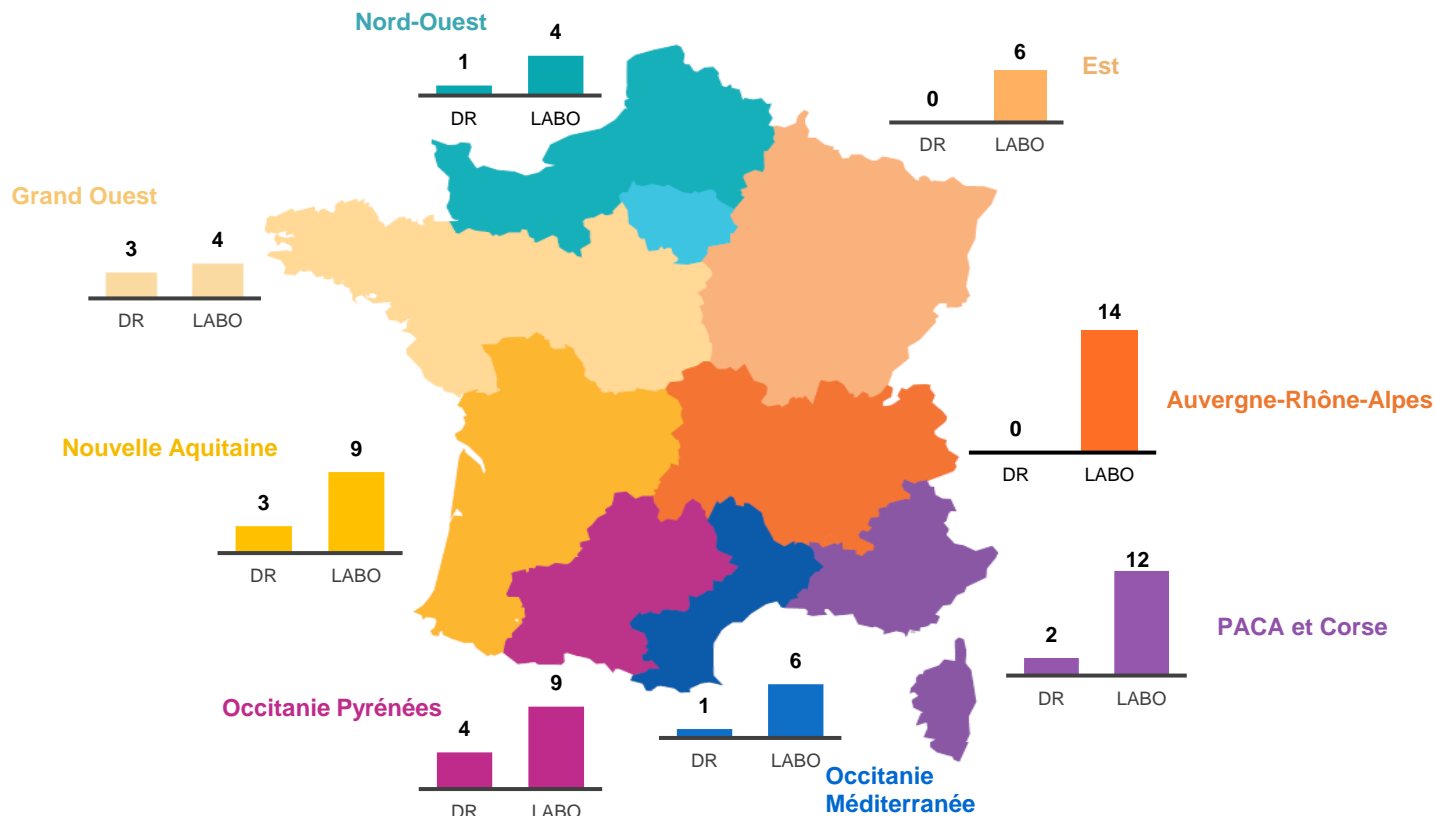 Nord-Ouest
1
4
DR
LABO
Est
0
6
DR
LABO
Grand Ouest
3
4
DR
LABO
Auvergne-Rhône-Alpes
0
14
DR
LABO
Nouvelle Aquitaine
3
9
DR
LABO
PACA et Corse
2
12
DR
LABO
Occitanie Pyrénées
4
9
DR
LABO
1
6
DR
LABO
Occitanie
Méditerranée